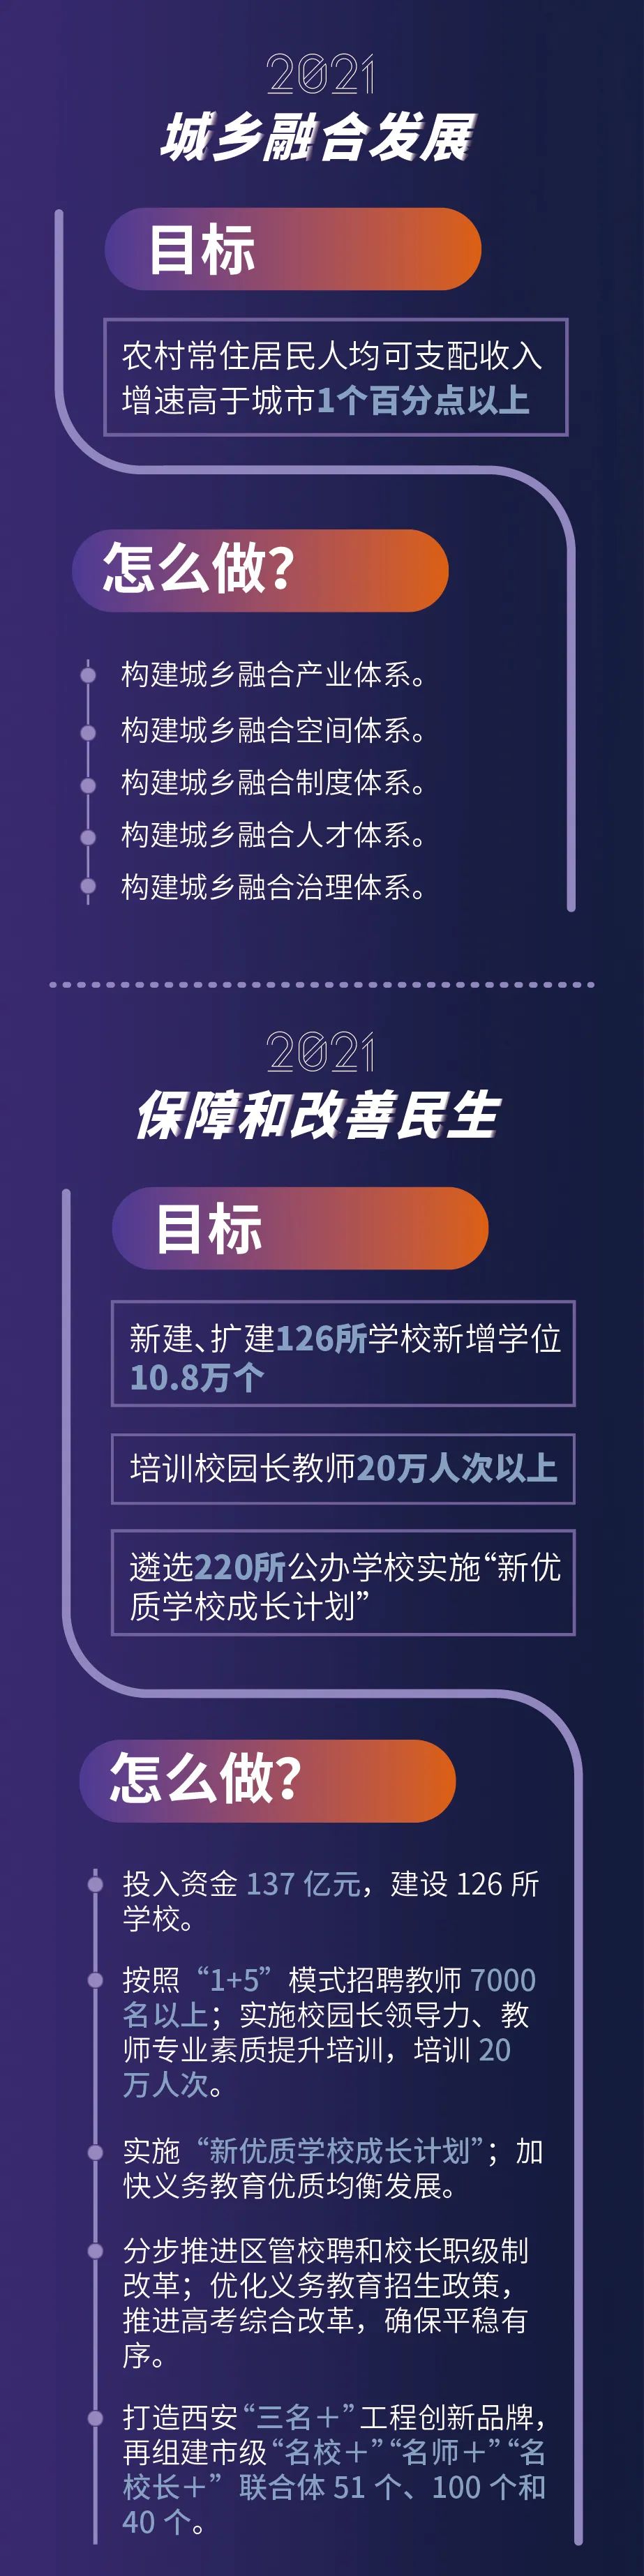 2021
城乡融合发展
目标
农村常住居民人均可支配收入
增速高于城市1个百分点以上
怎么做？
构建城乡融合产业体系。
构建城乡融合空间体系。
构建城乡融合制度体系。
构建城乡融合人才体系。
构建城乡融合治理体系。
2021
保障和改善民生
目标
新建、扩建126所学校新增学位
10.8万个
培训校园长教师20万人次以上
遴选220所公办学校实施“新优
质学校成长计划”
怎么做？
投入资金 137 亿元，建设 126 所
学校。
按照“1+5”模式招聘教师 7000
名以上；实施校园长领导力、教
师专业素质提升培训，培训 20
万人次。
实施“新优质学校成长计划”；加
快义务教育优质均衡发展。
分步推进区管校聘和校长职级制
改革；优化义务教育招生政策，
推进高考综合改革，确保平稳有
序。
打造西安“三名＋”工程创新品牌，
再组建市级“名校＋”“名师＋”“名
校长＋”联合体 51 个、100 个和
40 个。